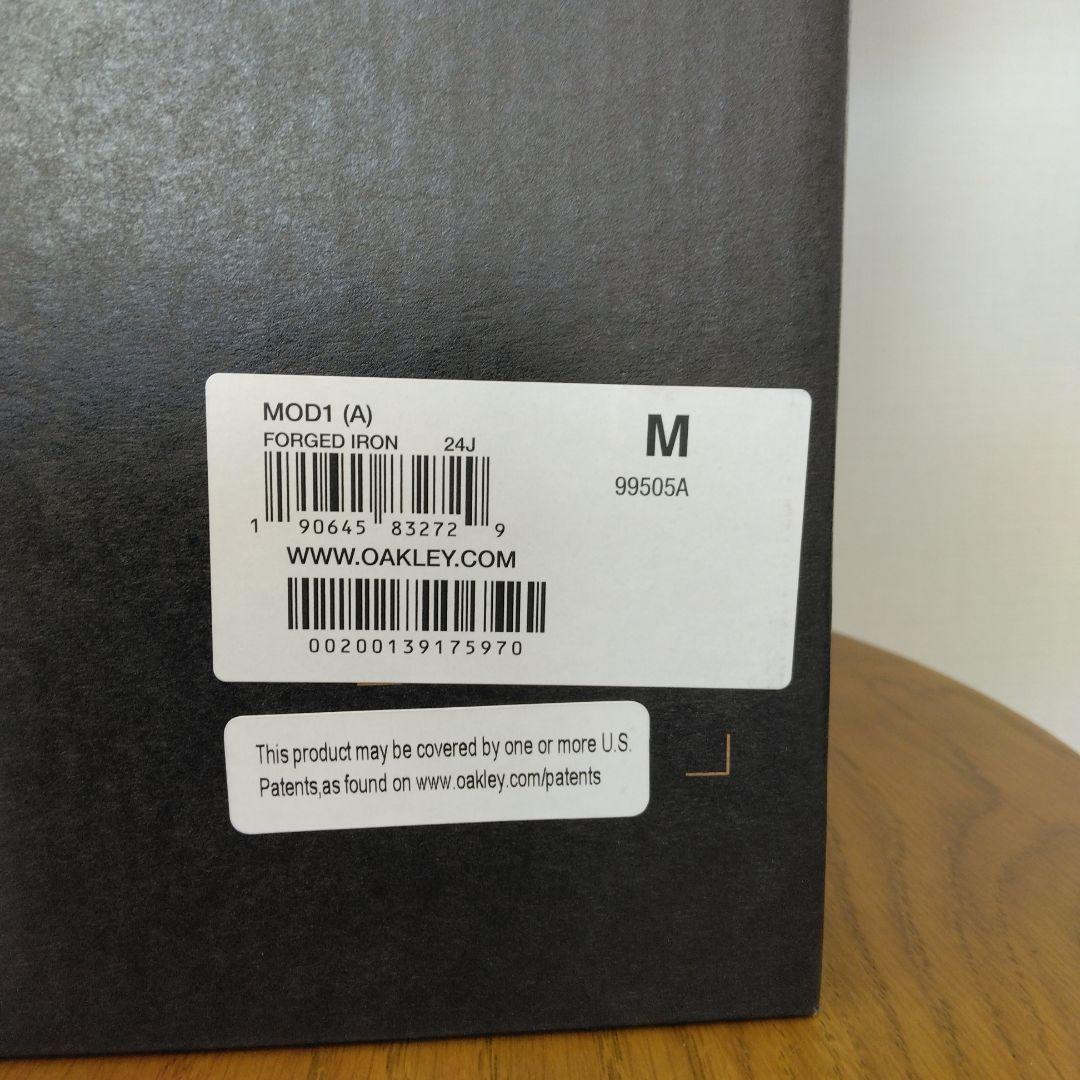 MOD1 (A)
FORGED IRON 24J
M
99505A
1 90645 83272 9
WWW.OAKLEY.COM
00200139175970
This product may be covered by one or more U.S.
Patents,as found on www.oakley.com/patents